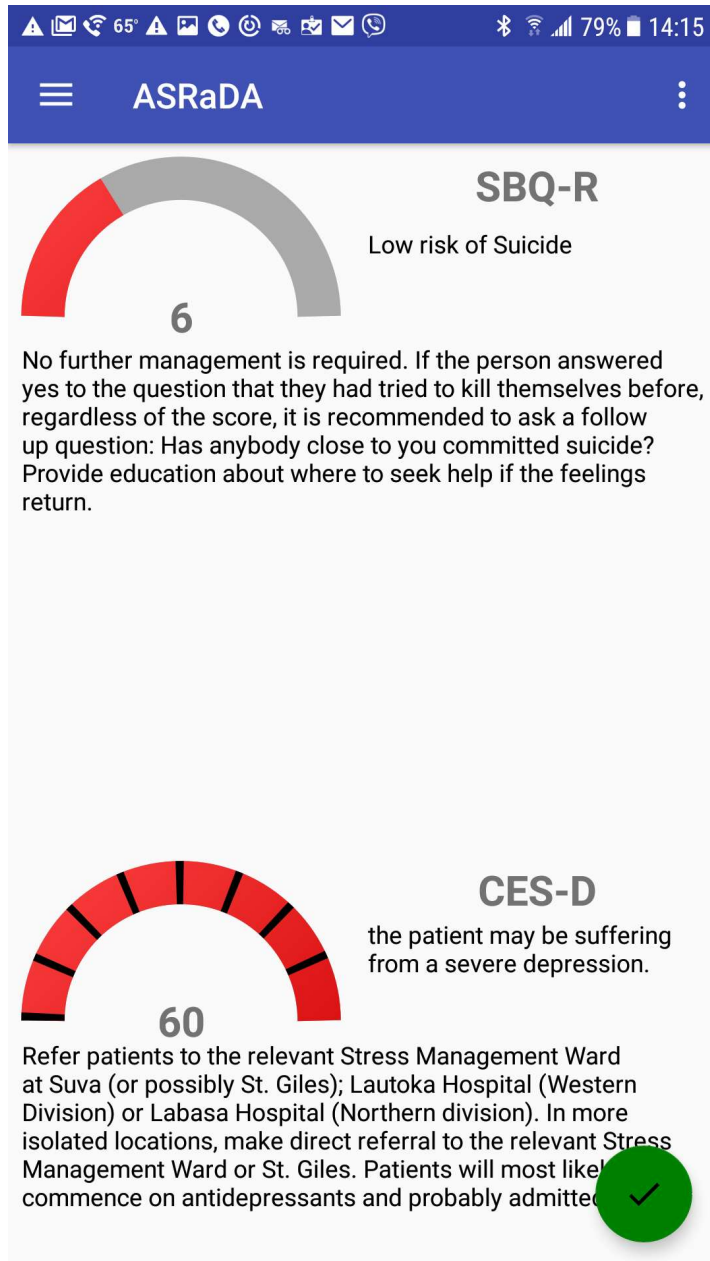 65° 79% 14:15
ASRaDA
SBQ-R
Low risk of Suicide
6
No further management is required. If the person answered
yes to the question that they had tried to kill themselves before,
regardless of the score, it is recommended to ask a follow
up question: Has anybody close to you committed suicide?
Provide education about where to seek help if the feelings
return.
CES-D
the patient may be suffering
from a severe depression.
60
Refer patients to the relevant Stress Management Ward
at Suva (or possibly St. Giles); Lautoka Hospital (Western
Division) or Labasa Hospital (Northern division). In more
isolated locations, make direct referral to the relevant Stress
Management Ward or St. Giles. Patients will most
commence on antidepressants and probably